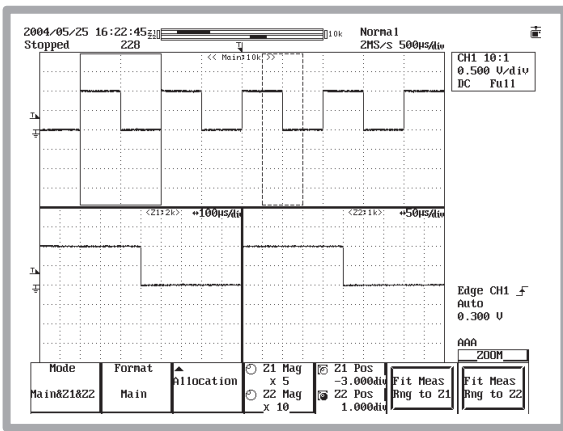 2004/05/25 16:22:45
Stopped 228
10k
Normal
2MS/s 500µs/div
<< Main:10k >>
CH1 10:1
0.500 V/div
DC Full
<Z1:2k> 100µs/div
<Z2:1k> 50µs/div
Edge CH1
Auto
0.300 V
AAA
ZOOM
Mode
Main&Z1&Z2
Format
Main
Allocation
Z1 Mag
x 5
Z2 Mag
x 10
Z1 Pos
-3.000div
Z2 Pos
1.000div
Fit Meas
Rng to Z1
Fit Meas
Rng to Z2